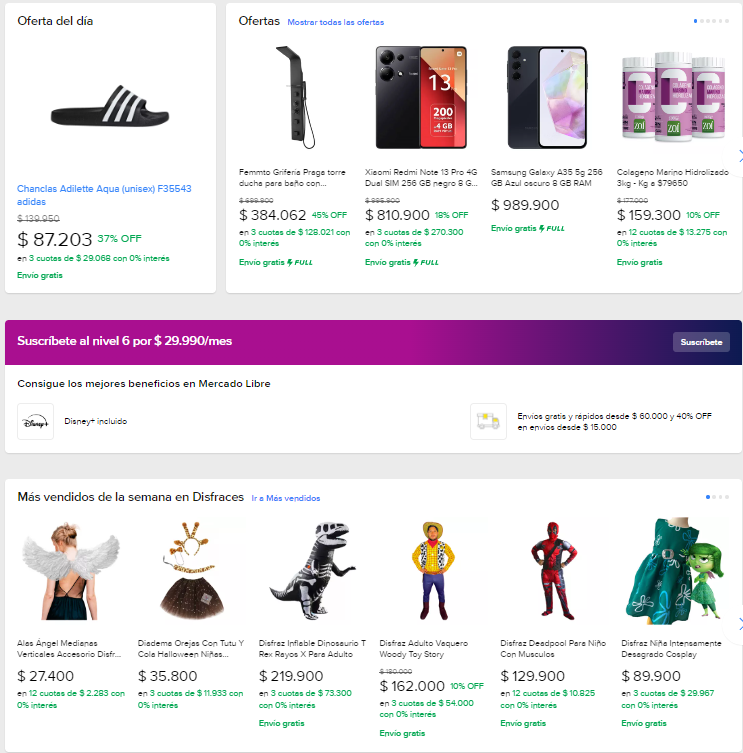 Oferta del día
Chanclas Adilette Aqua (unisex) F35543
adidas
$ 139.950
$ 87.203 37% OFF
en 3 cuotas de $ 29.068 con 0% interés
Envío gratis
Ofertas Mostrar todas las ofertas
Femmto Grifería Praga torre
ducha para baño con...
$ 699.900
$ 384.062 45% OFF
en 3 cuotas de $ 128.021 con
0% interés
Envío gratis FULL
13
200
Xiaomi Redmi Note 13 Pro 4G
Dual SIM 256 GB negro 8 G...
$ 810.900 18% OFF
en 3 cuotas de $ 270.300
con 0% interés
Envío gratis FULL
Samsung Galaxy A35 5g 256
GB Azul oscuro 8 GB RAM
$ 989.900
Envío gratis FULL
COLAGENO
MARINO
HIDROLIZADO
zoí
Colageno Marino Hidrolizado
3kg - Kg a $79650
$ 177.000
$ 159.300 10% OFF
en 12 cuotas de $ 13.275 con
0% interés
Envío gratis
Suscríbete al nivel 6 por $ 29.990/mes
Suscríbete
Consigue los mejores beneficios en Mercado Libre
Disney+
Disney+ incluido
Envíos gratis y rápidos desde $ 60.000 y 40% OFF
en envíos desde $ 15.000
Más vendidos de la semana en Disfraces Ir a Más vendidos
Alas Ángel Medianas
Verticales Accesorio Disfr...
$ 27.400
en 12 cuotas de $ 2.283 con
0% interés
Diadema Orejas Con Tutu Y
Cola Halloween Niñas...
$ 35.800
en 3 cuotas de $ 11.933 con
0% interés
Disfraz Inflable Dinosaurio T
Rex Rayos X Para Adulto
$ 219.900
en 3 cuotas de $ 73.300
con 0% interés
Envío gratis
Disfraz Adulto Vaquero
Woody Toy Story
$ 180.000
$ 162.000 10% OFF
en 3 cuotas de $ 54.000
con 0% interés
Envío gratis
Disfraz Deadpool Para Niño
Con Musculos
$ 129.900
en 12 cuotas de $ 10.825
con 0% interés
Envío gratis
Disfraz Niña Intensamente
Desagrado Cosplay
$ 89.900
en 3 cuotas de $ 29.967
con 0% interés
Envío gratis